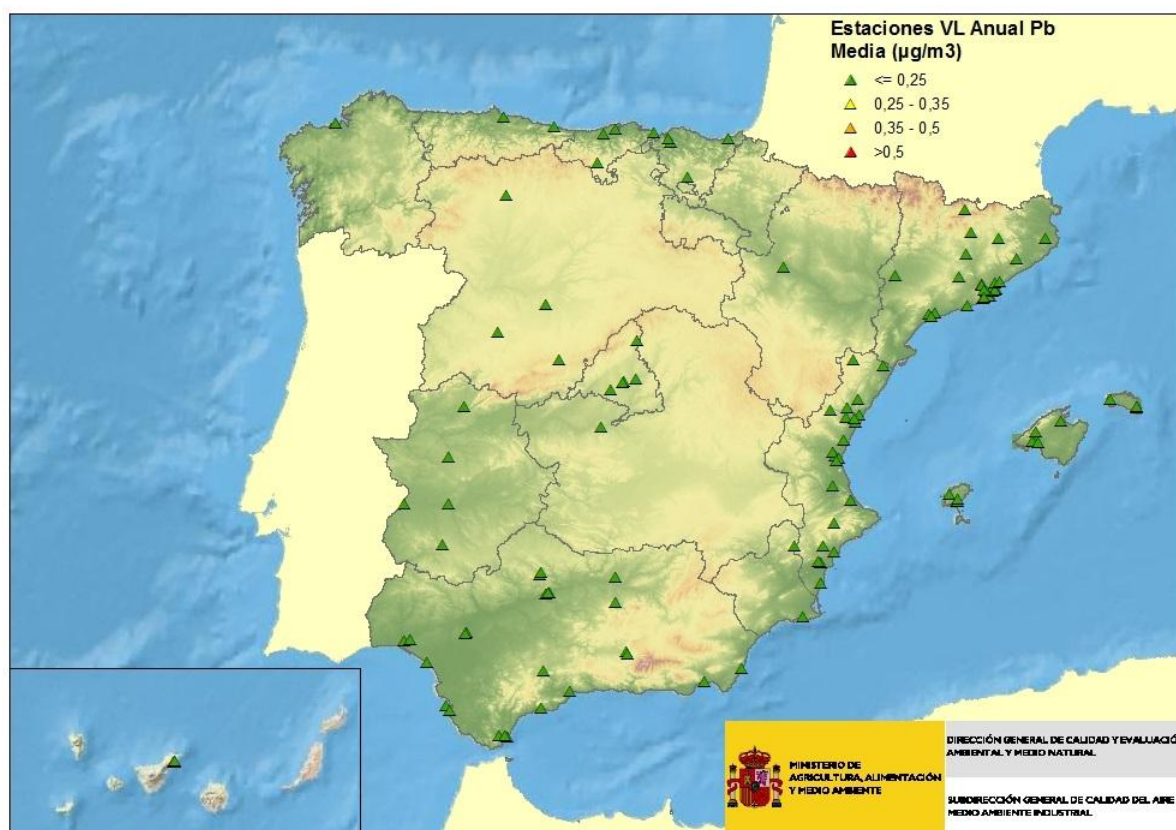 Estaciones VL Anual Pb
Media (µg/m3)
<= 0,25
0,25 - 0,35
0,35 - 0,5
>0,5
MINISTERIO DE
AGRICULTURA, ALIMENTACIÓN
Y MEDIO AMBIENTE
DIRECCIÓN GENERAL DE CALIDAD Y EVALUACIÓ
AMBIENTAL Y MEDIO NATURAL
SUBDIRECCIÓN GENERAL DE CALIDAD DEL AIRE
MEDIO AMBIENTE INDUSTRIAL